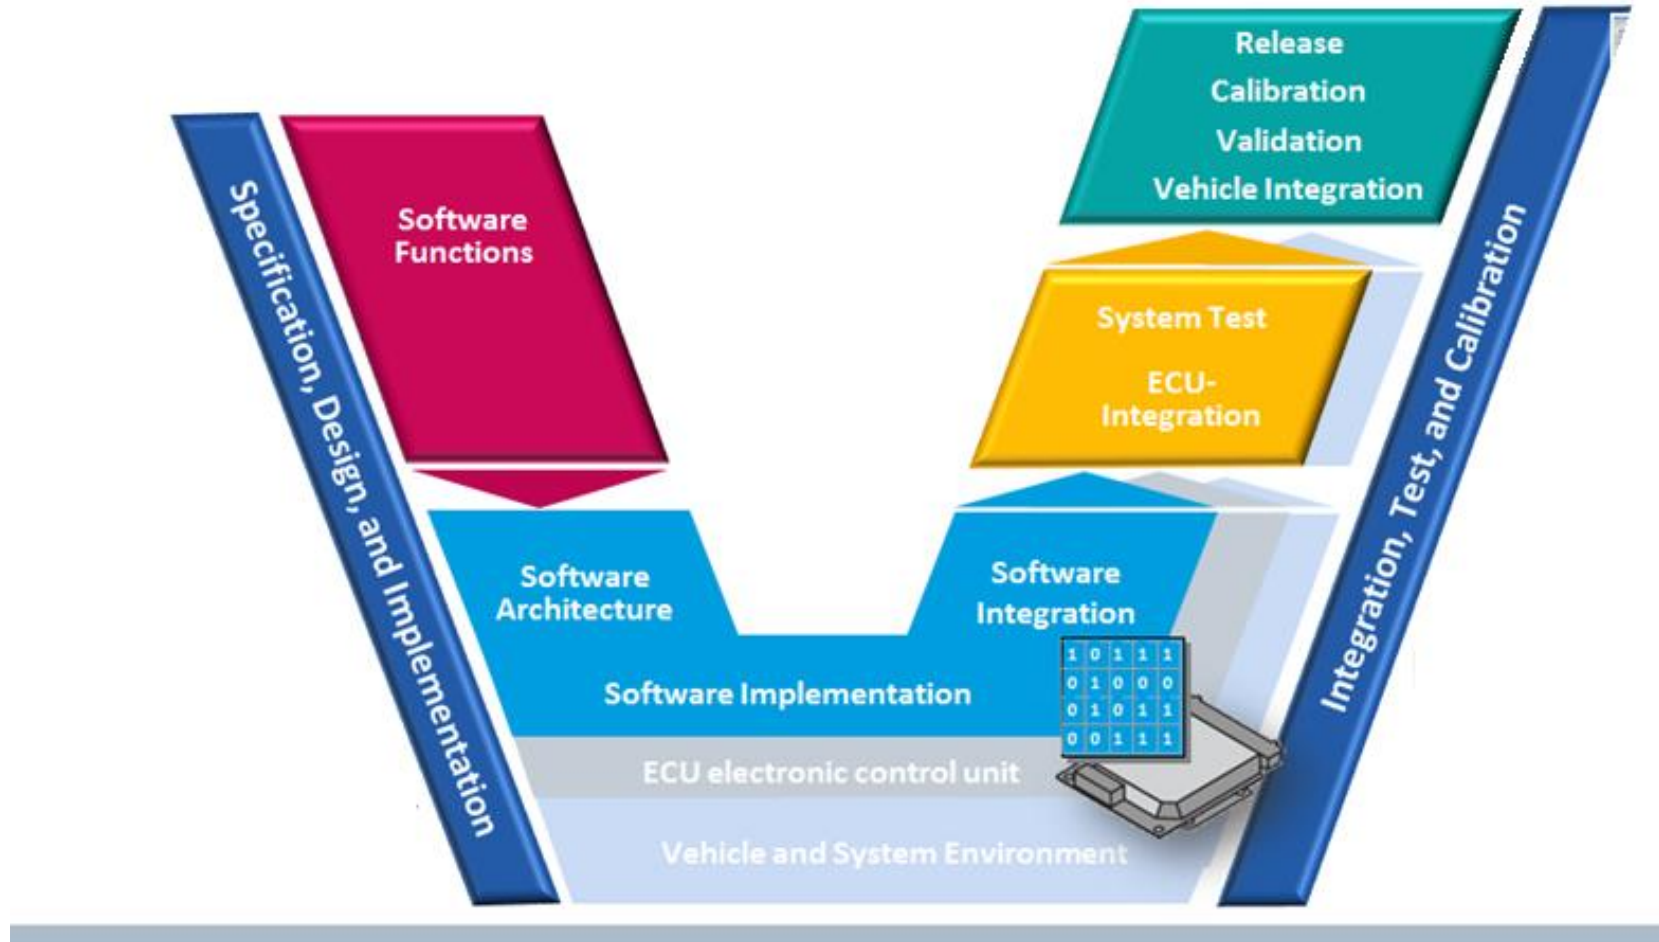 Specification, Design, and Implementation
Software
Functions
Software
Architecture
Software Implementation
ECU electronic control unit
Vehicle and System Environment
Software
Integration
1 0 1 1 1
0 1 0 0 0
0 1 0 1 1
0 0 1 1 1
System Test
ECU-
Integration
Release
Calibration
Validation
Vehicle Integration
Integration, Test, and Calibration